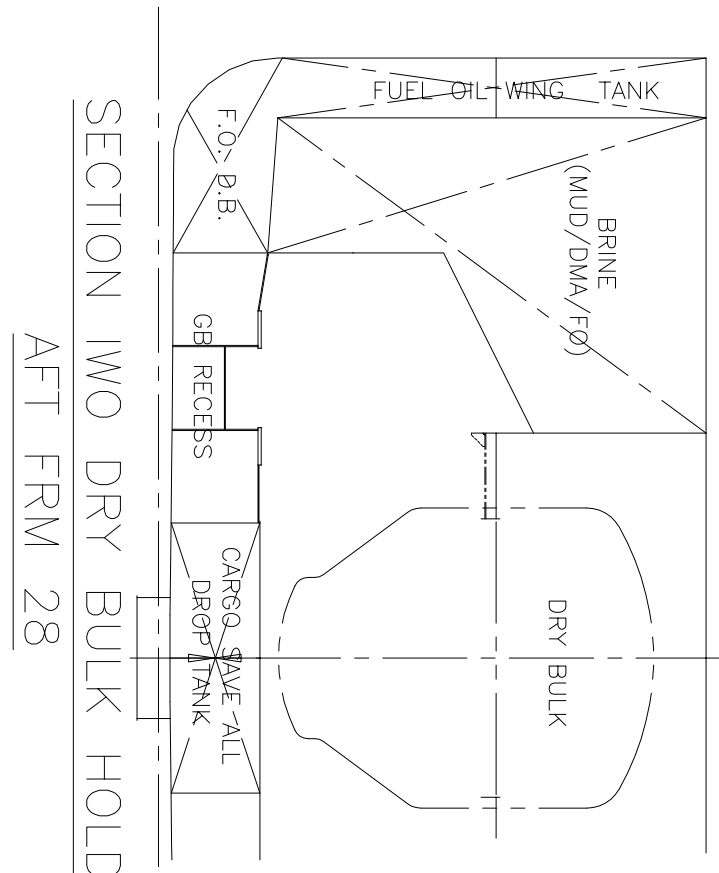 FUEL OIL WING TANK
F.O. D.B.
BRINE
(MUD/DMA/FO)
GB RECESS
DRY BULK
CARGO SAVE-ALL
DROP TANK
SECTION IWO DRY BULK HOLD
AFT FRM 28